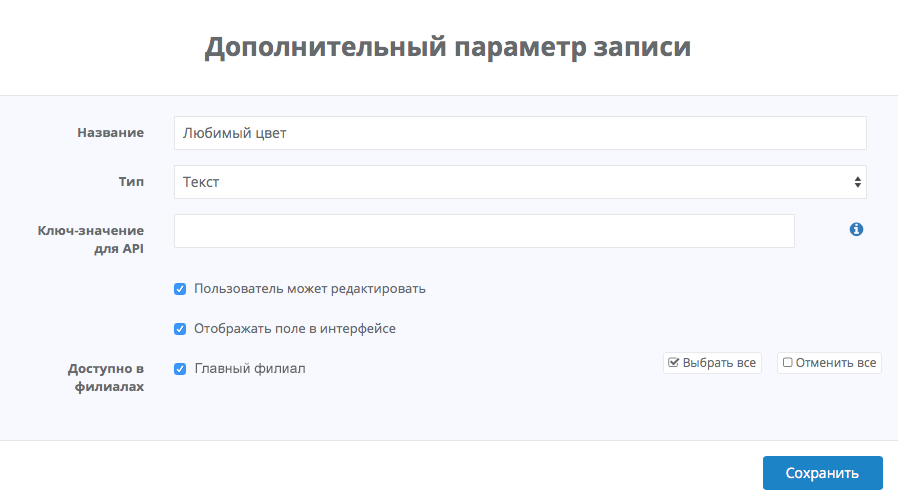 Дополнительный параметр записи
Название
Любимый цвет
Тип
Текст
Ключ-значение
для API
Пользователь может редактировать
Отображать поле в интерфейсе
Доступно в
филиалах
Главный филиал
Выбрать все
Отменить все
Сохранить